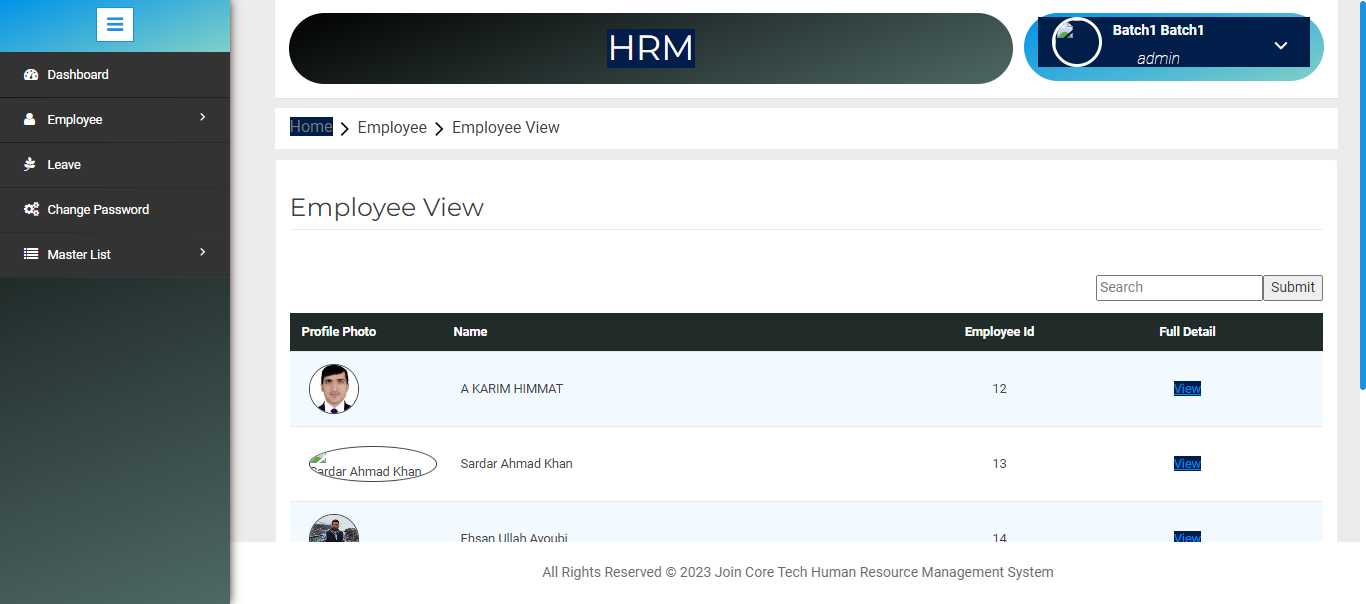 HRM
Batch1 Batch1
admin
Dashboard
Employee
Leave
Change Password
Master List
Home Employee Employee View
Employee View
Search Submit
Profile Photo Name Employee Id Full Detail
A KARIM HIMMAT 12 View
Sardar Ahmad Khan Sardar Ahmad Khan 13 View
Ehsan Ullah Ayoubi 14 View
All Rights Reserved © 2023 Join Core Tech Human Resource Management System